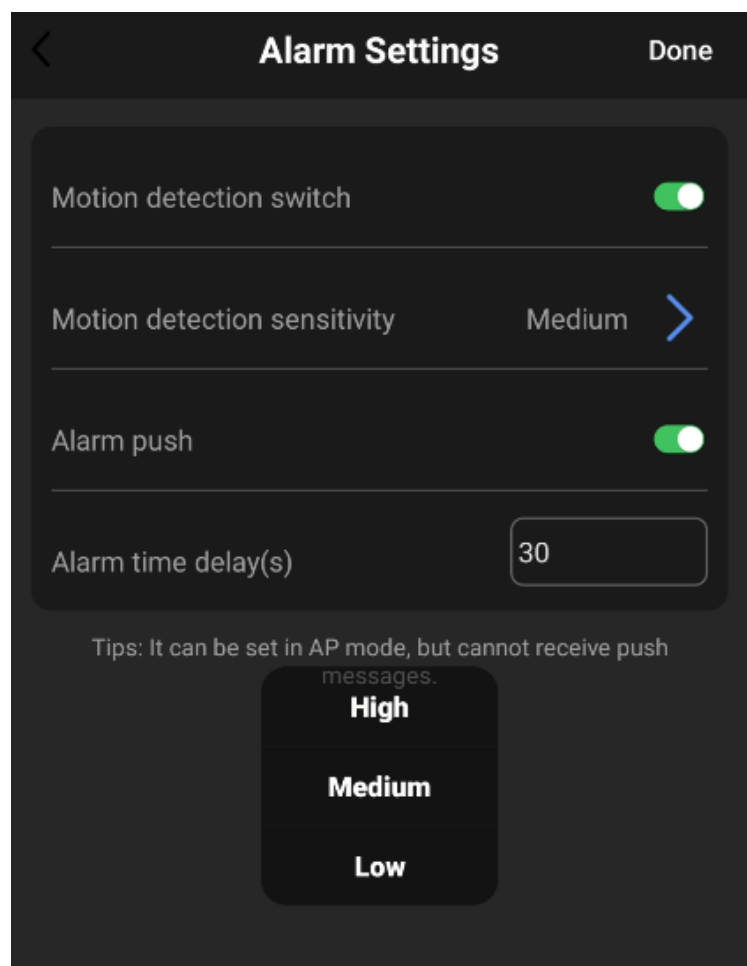 Alarm Settings Done
Motion detection switch
Motion detection sensitivity Medium
Alarm push
Alarm time delay(s) 30
Tips: It can be set in AP mode, but cannot receive push
messages.
High
Medium
Low